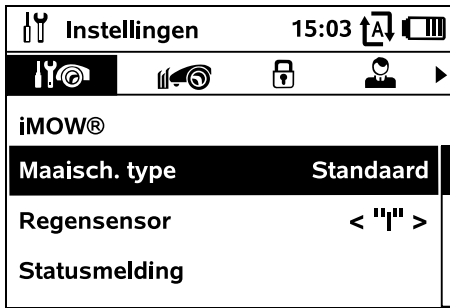 Instellingen 15:03 A
iMOW®
Maaisch. type Standaard
Regensensor < "I" >
Statusmelding